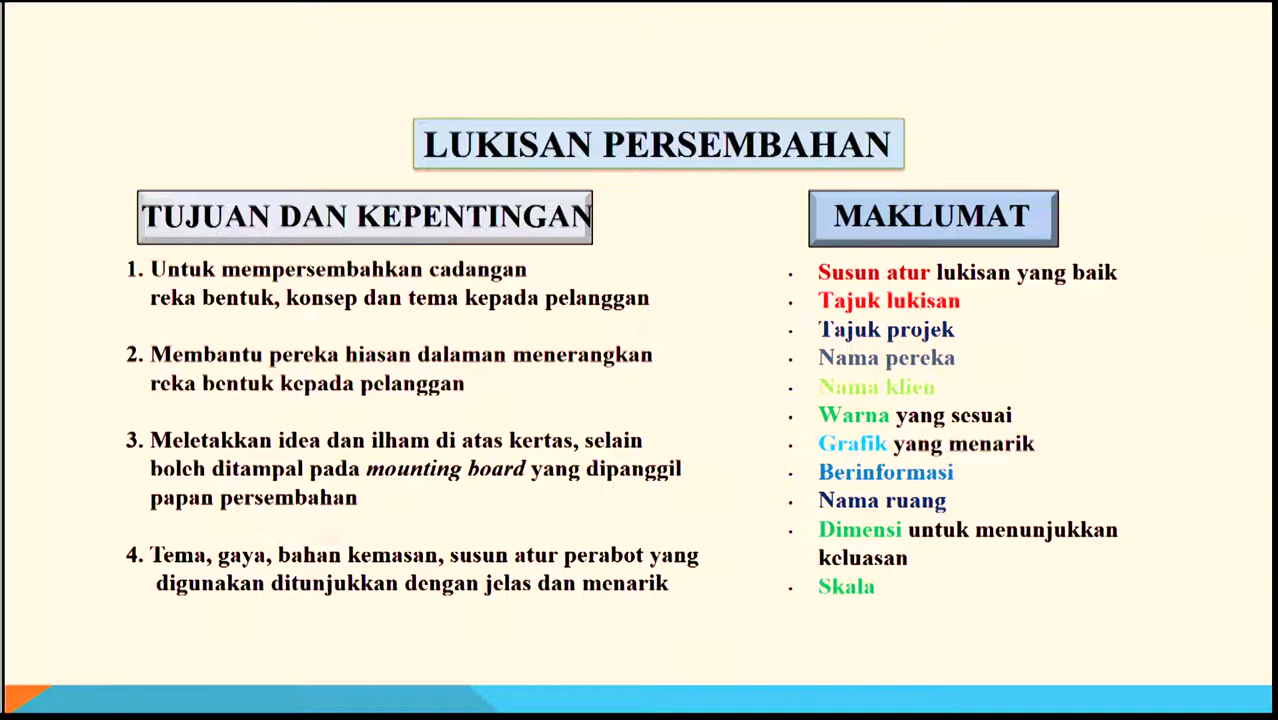 LUKISAN PERSEMBAHAN
TUJUAN DAN KEPENTINGAN
1. Untuk mempersembahkan cadangan
reka bentuk, konsep dan tema kepada pelanggan
2. Membantu pereka hiasan dalaman menerangkan
reka bentuk kepada pelanggan
3. Meletakkan idea dan ilham di atas kertas, selain
boleh ditampal pada mounting board yang dipanggil
papan persembahan
4. Tema, gaya, bahan kemasan, susun atur perabot yang
digunakan ditunjukkan dengan jelas dan menarik
MAKLUMAT
• Susun atur lukisan yang baik
• Tajuk lukisan
• Tajuk projek
• Nama pereka
• Nama klien
• Warna yang sesuai
• Grafik yang menarik
• Berinformasi
• Nama ruang
• Dimensi untuk menunjukkan
keluasan
• Skala